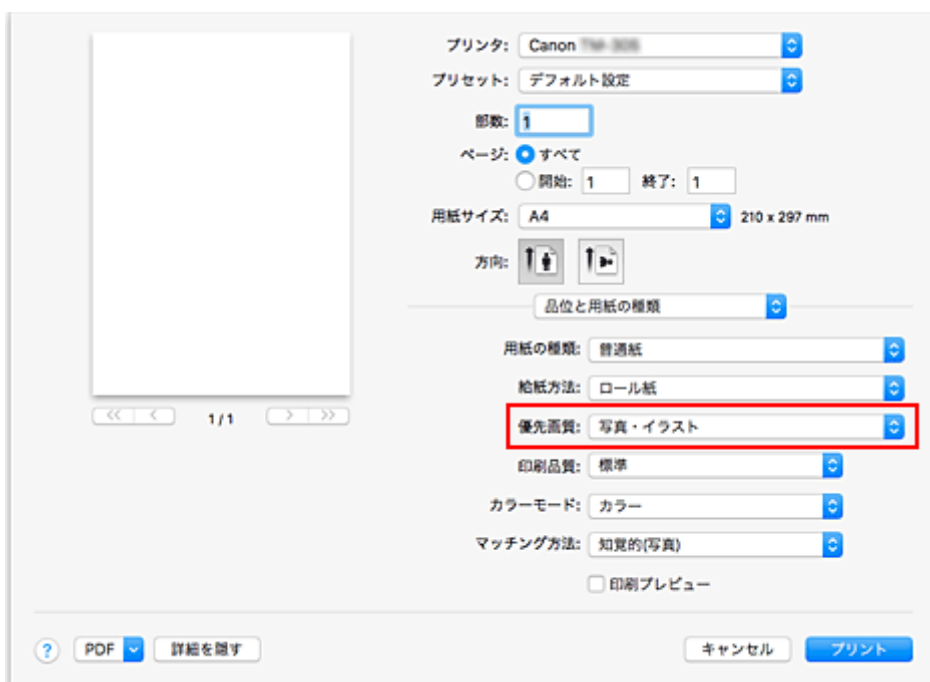 プリンタ: Canon
プリセット: デフォルト設定
部数: 1
ページ: すべて
開始: 1 終了: 1
用紙サイズ: A4 210 x 297 mm
方向:
品位と用紙の種類
用紙の種類: 普通紙
給紙方法: ロール紙
<< < 1/1 > >>
優先画質: 写真・イラスト
印刷品質: 標準
カラーモード: カラー
マッチング方法: 知覚的(写真)
印刷プレビュー
? PDF 詳細を隠す キャンセル プリント